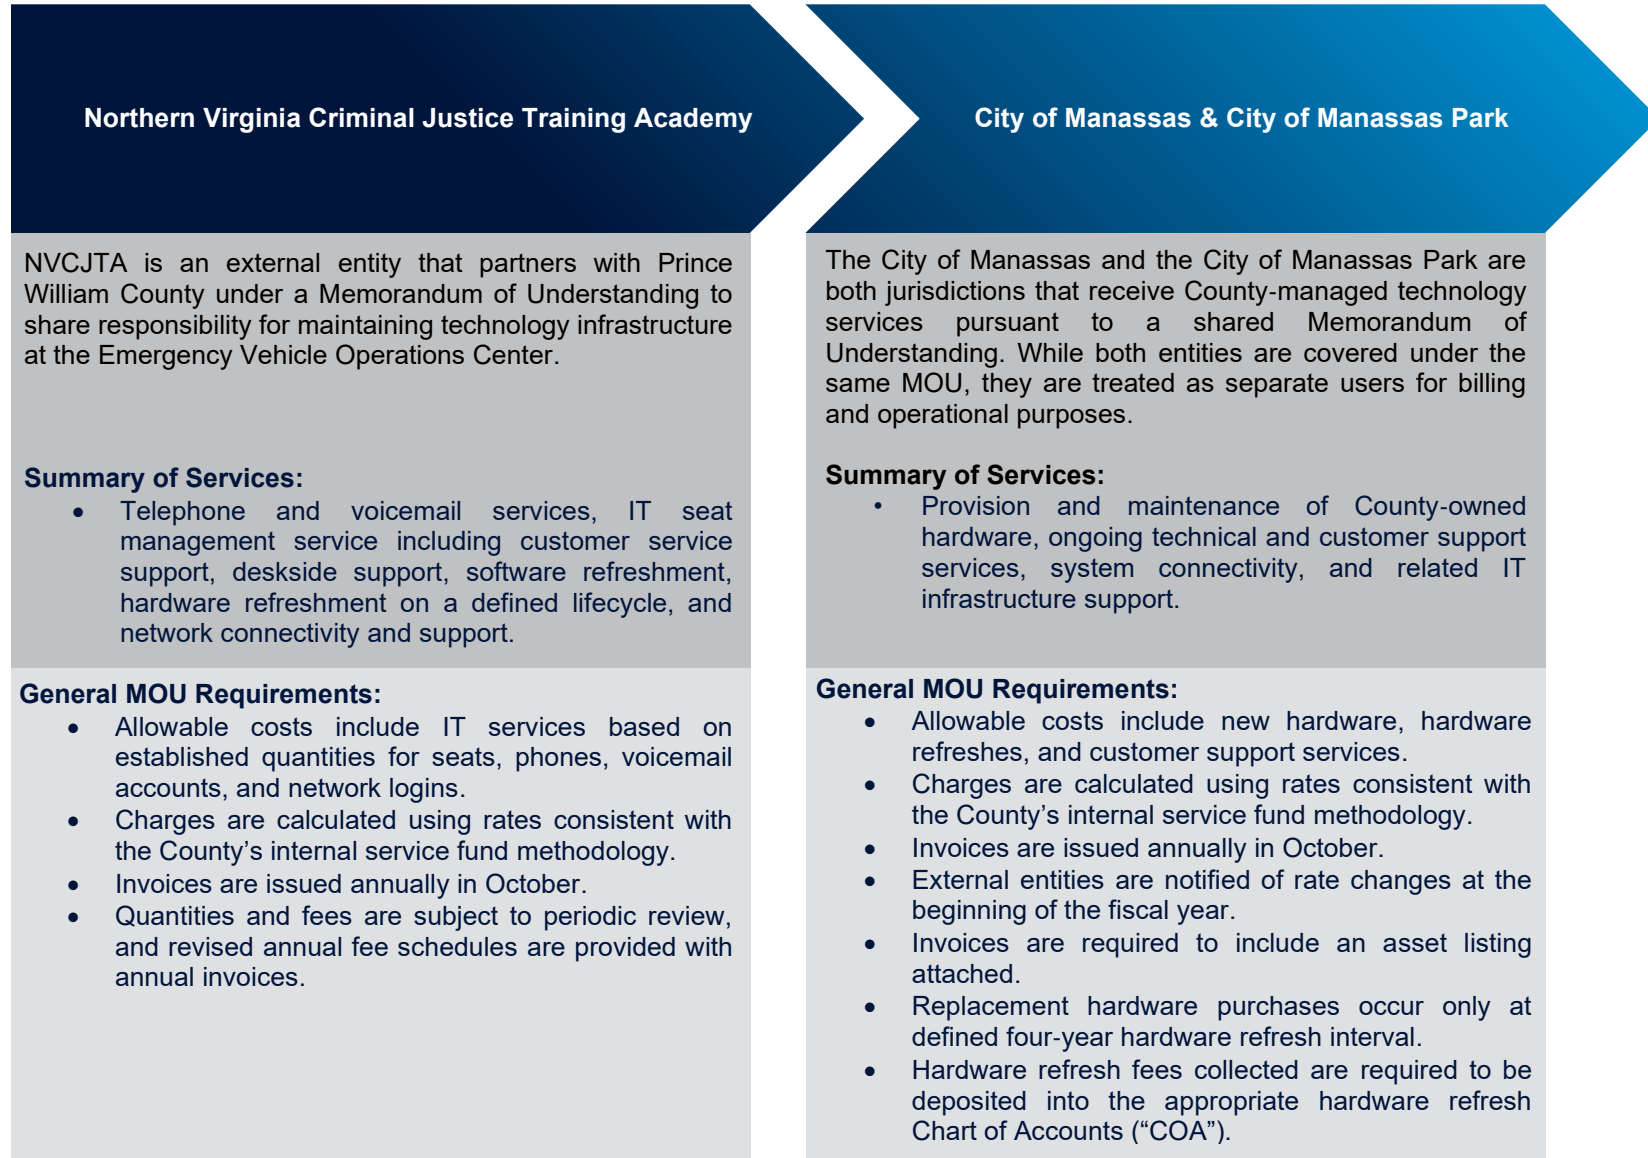 Northern Virginia Criminal Justice Training Academy
NVCJTA is an external entity that partners with Prince
William County under a Memorandum of Understanding to
share responsibility for maintaining technology infrastructure
at the Emergency Vehicle Operations Center.
Summary of Services:
• Telephone and voicemail services, IT seat
management service including customer service
support, deskside support, software refreshment,
hardware refreshment on a defined lifecycle, and
network connectivity and support.
General MOU Requirements:
• Allowable costs include IT services based on
established quantities for seats, phones, voicemail
accounts, and network logins.
• Charges are calculated using rates consistent with
the County’s internal service fund methodology.
• Invoices are issued annually in October.
• Quantities and fees are subject to periodic review,
and revised annual fee schedules are provided with
annual invoices.
City of Manassas & City of Manassas Park
The City of Manassas and the City of Manassas Park are
both jurisdictions that receive County-managed technology
services pursuant to a shared Memorandum of
Understanding. While both entities are covered under the
same MOU, they are treated as separate users for billing
and operational purposes.
Summary of Services:
• Provision and maintenance of County-owned
hardware, ongoing technical and customer support
services, system connectivity, and related IT
infrastructure support.
General MOU Requirements:
• Allowable costs include new hardware, hardware
refreshes, and customer support services.
• Charges are calculated using rates consistent with
the County’s internal service fund methodology.
• Invoices are issued annually in October.
• External entities are notified of rate changes at the
beginning of the fiscal year.
• Invoices are required to include an asset listing
attached.
• Replacement hardware purchases occur only at
defined four-year hardware refresh interval.
• Hardware refresh fees collected are required to be
deposited into the appropriate hardware refresh
Chart of Accounts (“COA”).